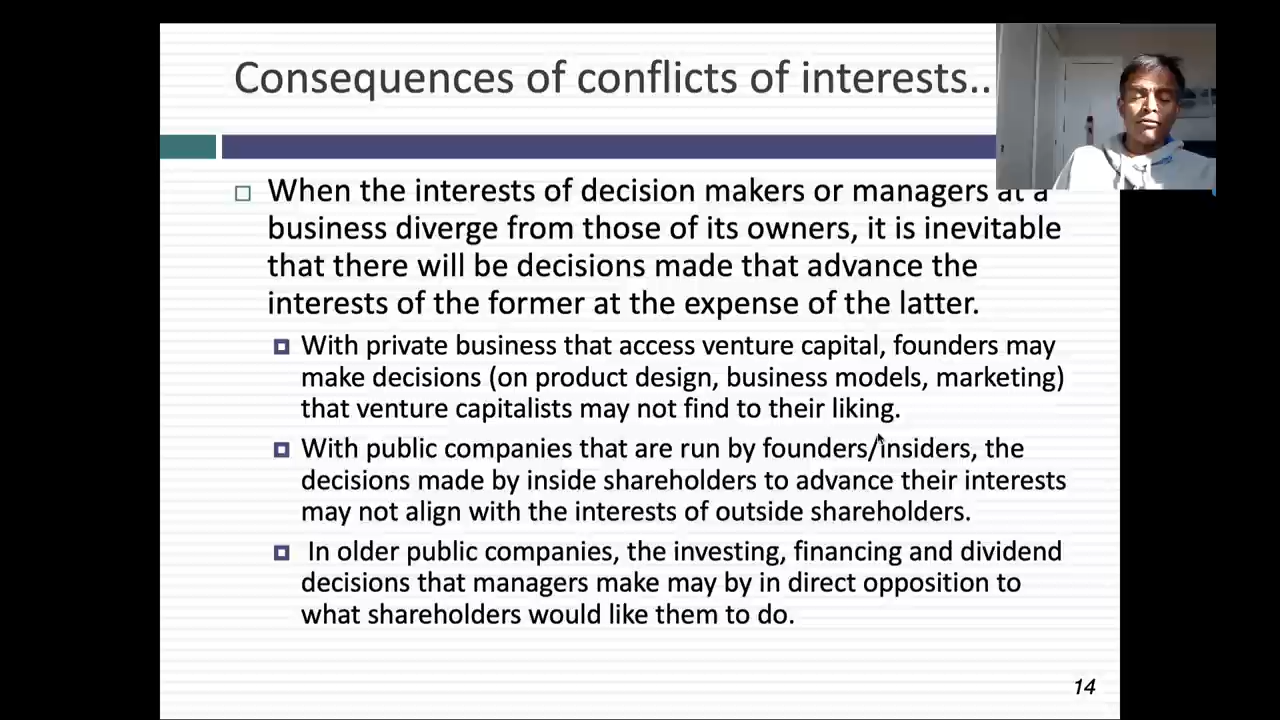 Consequences of conflicts of interests..
When the interests of decision makers or managers at a
business diverge from those of its owners, it is inevitable
that there will be decisions made that advance the
interests of the former at the expense of the latter.
With private business that access venture capital, founders may
make decisions (on product design, business models, marketing)
that venture capitalists may not find to their liking.
With public companies that are run by founders/insiders, the
decisions made by inside shareholders to advance their interests
may not align with the interests of outside shareholders.
In older public companies, the investing, financing and dividend
decisions that managers make may by in direct opposition to
what shareholders would like them to do.
14